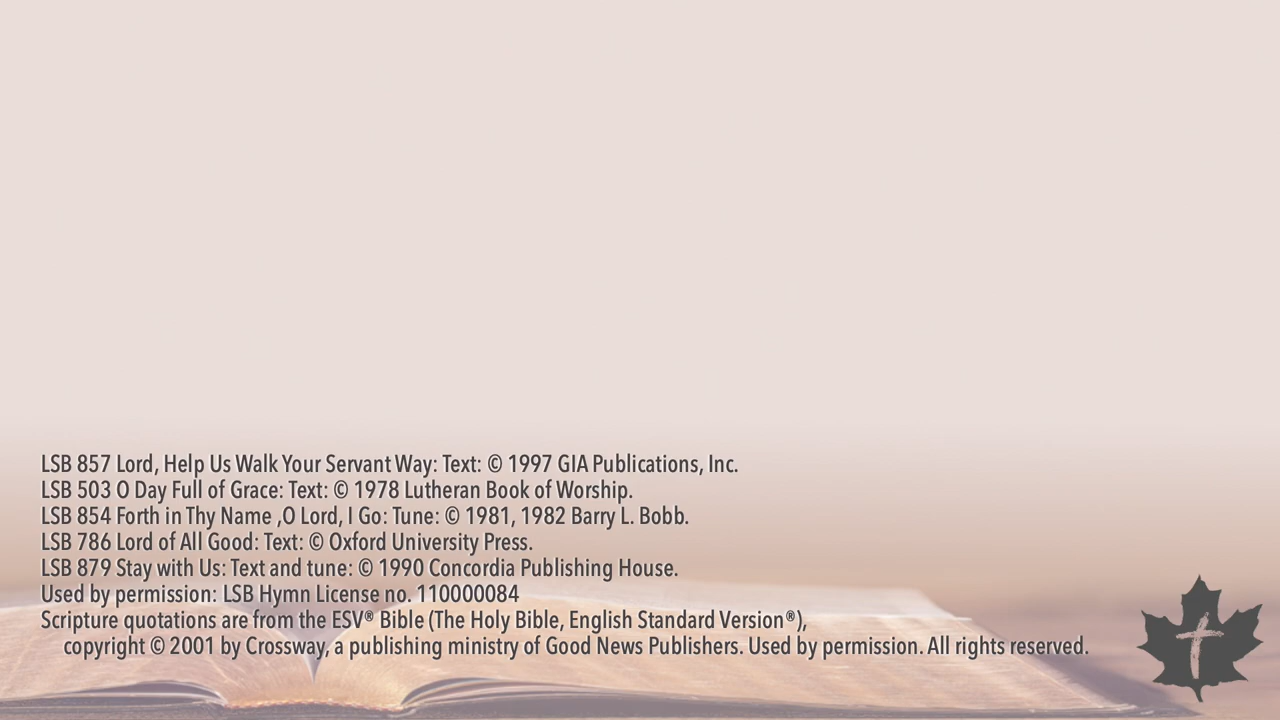 LSB 857 Lord, Help Us Walk Your Servant Way: Text: © 1997 GIA Publications, Inc.
LSB 503 O Day Full of Grace: Text: © 1978 Lutheran Book of Worship.
LSB 854 Forth in Thy Name ,O Lord, I Go: Tune: © 1981, 1982 Barry L. Bobb.
LSB 786 Lord of All Good: Text: © Oxford University Press.
LSB 879 Stay with Us: Text and tune: © 1990 Concordia Publishing House.
Used by permission: LSB Hymn License no. 110000084
Scripture quotations are from the ESV® Bible (The Holy Bible, English Standard Version®),
copyright © 2001 by Crossway, a publishing ministry of Good News Publishers. Used by permission. All rights reserved.